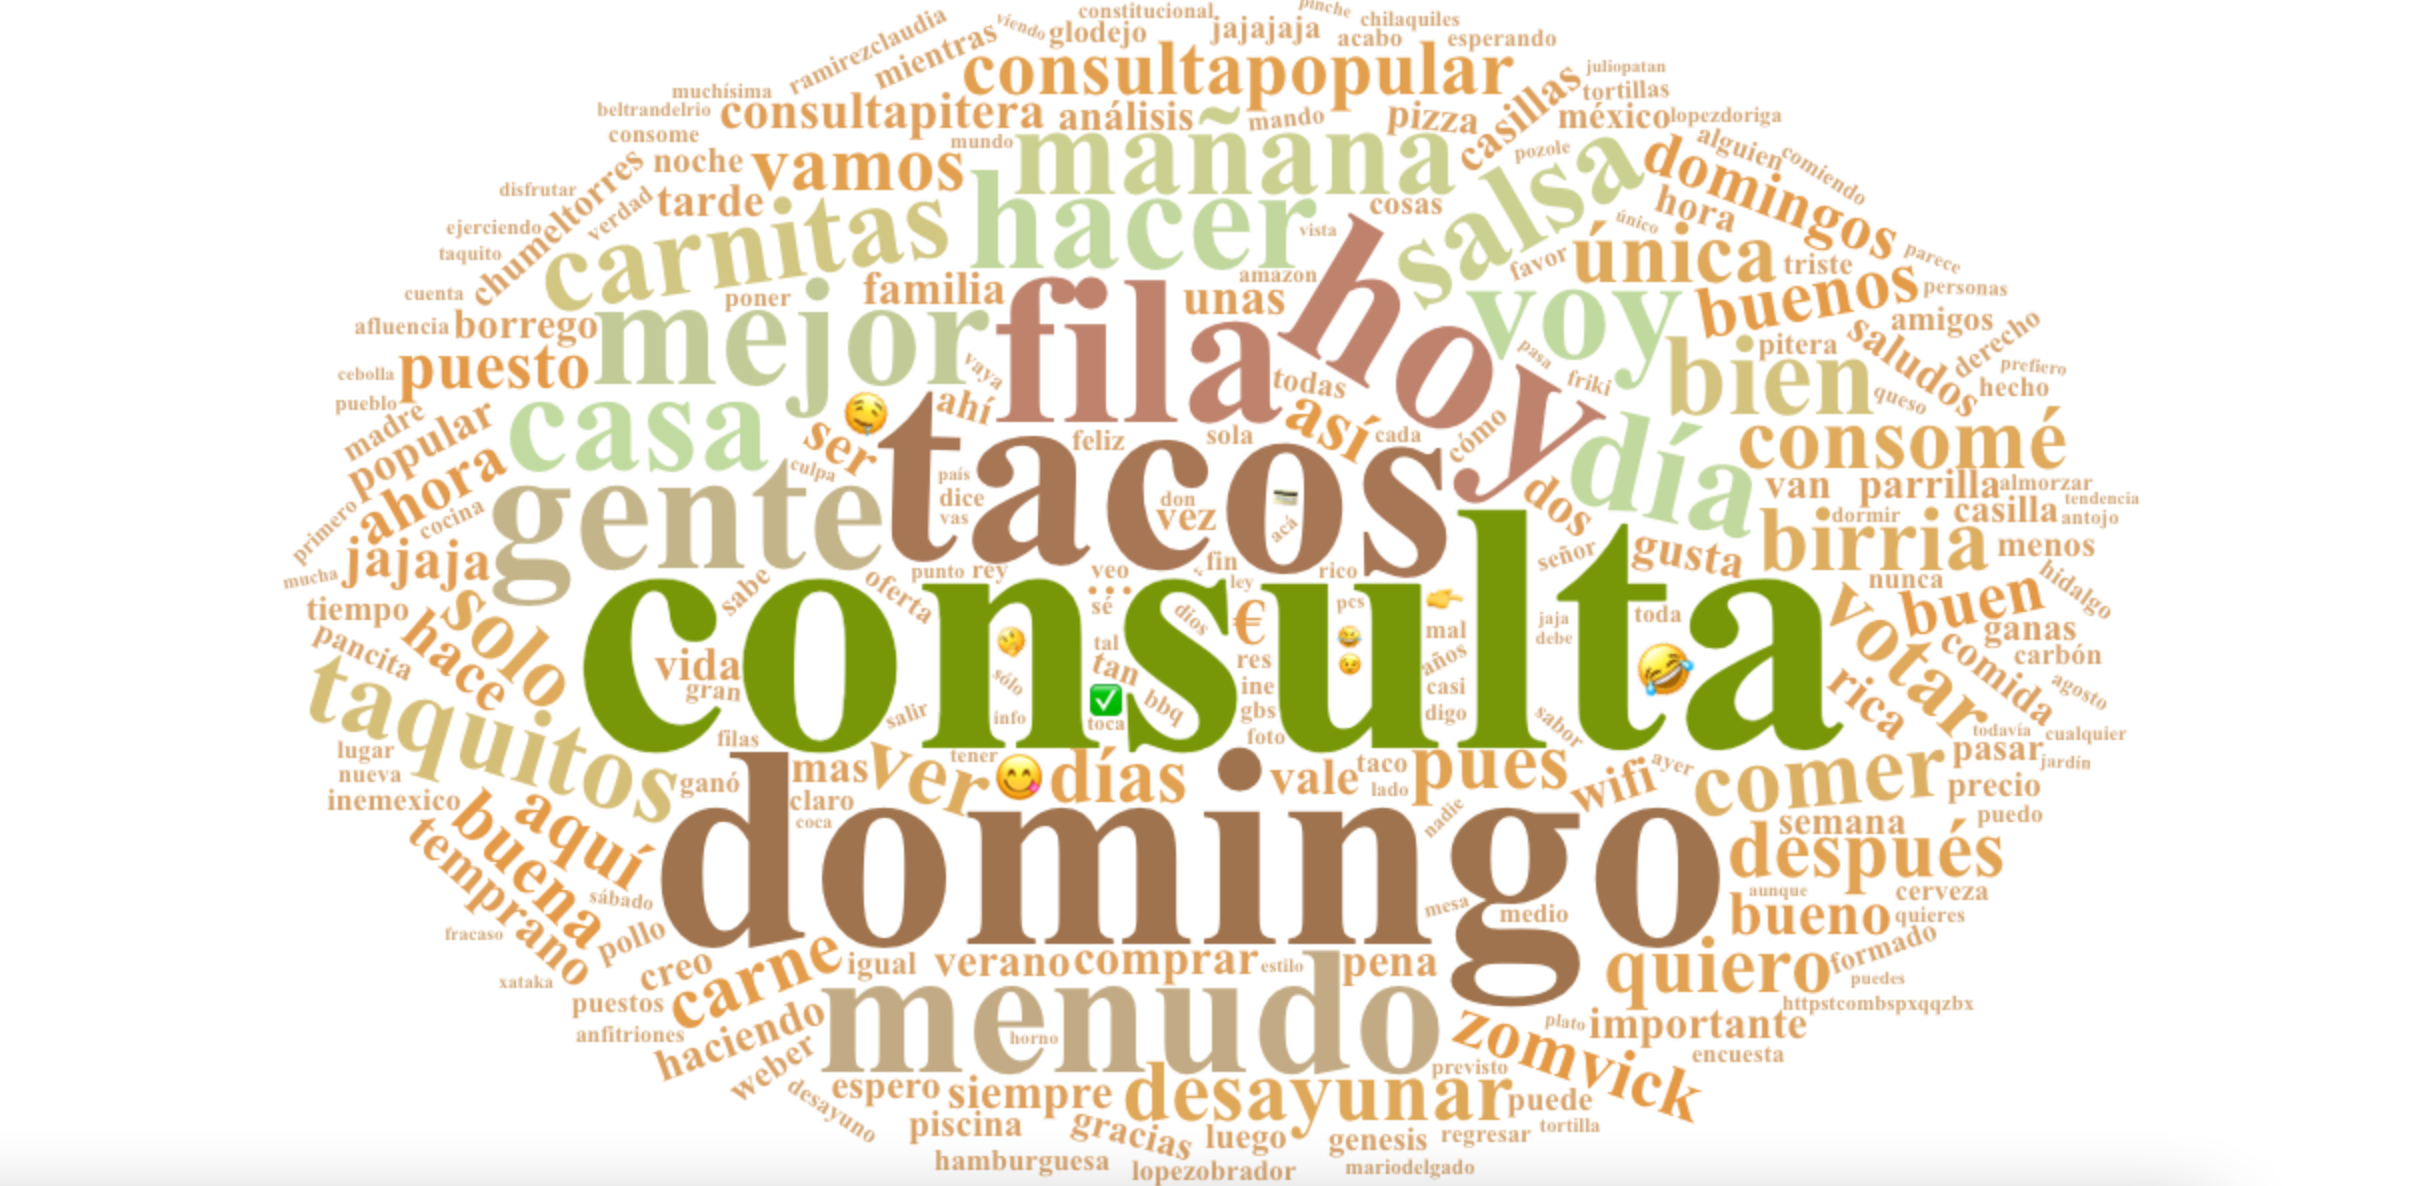 constitucional pinche chilaquiles
ramirezclaudia viendo glodejo jajajaja acabo esperando
mientras consultapopular juliopatan
muchísima casillas tortillas
beltrandelrio consultapitera análisis mando pizza méxico lopezdoriga
consome mundo mañana pozole alguien comiendo
noche vamos salsa domingos
disfrutar chumeltorres verdad tarde hacer cosas hora
ejerciendo carnitas vista único única parece
taquito amazon hoy favor triste
cuenta poner familia fila unas voy buenos personas
afluencia borrego mejor pasa bien pitera saludos amigos derecho
cebolla puesto vaya todas friki queso prefiero
pueblo madre casa ahí así cada cómo hecho
popular ser feliz sola día consomé
ahora culpa tacos país van parrilla almorzar
primero cocina gente dice don dos tendencia
vas vez acá dormir casilla antojo
jajaja señor gusta birria menos
mucha sabe oferta punto rey veo “ fin rico nunca hidalgo
tiempo solo consulta ... ley pcs buen
pancita hace sé dios € jaja toda votar ganas
vida tal mal debe comida carbón
gran sólo tan res años rica agosto
taquitos info bbq ine casi
salir toca gbs digo sabor
lugar filas foto todavía cualquier
nueva ganó mas ver tener días vale taco pues wifi ayer comer pasar jardín
inemexico claro lado precio
buena aquí coca domingo nadie semana puedo
temprano después
sábado aunque cerveza
fracaso pollo mesa medio bueno quieres
creo carne igual verano comprar estilo pena quiero formado
xataka puedes
puestos menudo httpstcombspxqqzbx
anfitriones haciendo horno zomvick plato importante
weber previsto encuesta
desayuno espero siempre desayunar puede
piscina gracias luego genesis regresar tortilla
hamburguesa lopezobrador mariodelgado